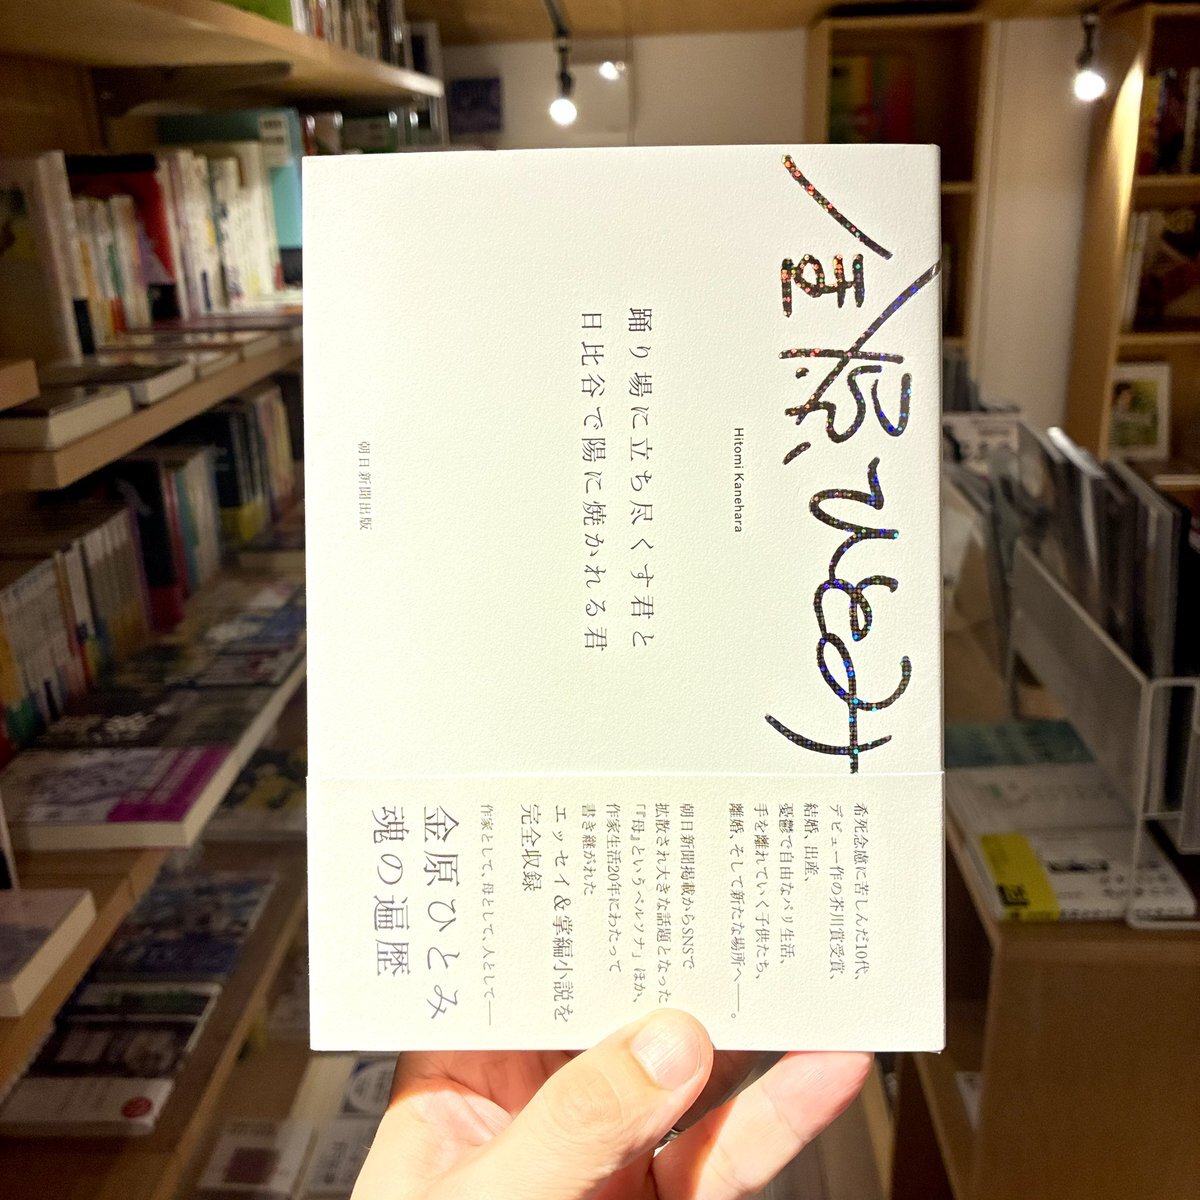 金原ひとみ
Hitomi Kanehara
踊り場に立ち尽くす君と
日比谷で陽に焼かれる君
朝日新聞出版
希死念慮に苦しんだ10代、
デビュー作の芥川賞受賞、
結婚、出産、
憂鬱で自由なパリ生活、
手を離れていく子供たち、
離婚、そして新たな場所へ——。
朝日新聞掲載からSNSで
拡散され大きな話題となった
「『母』というペルソナ」ほか、
作家生活20年にわたって
書き継がれた
エッセイ&掌編小説を
完全収録
作家として、母として、人として——
金原ひとみ
魂の遍歴